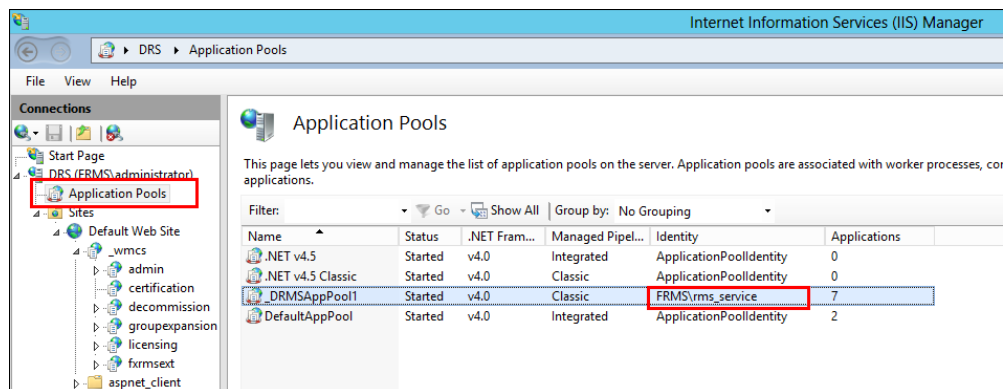 Internet Information Services (IIS) Manager
DRS Application Pools
File View Help
Connections
Start Page
DRS (FRMS\administrator)
Application Pools
Sites
Default Web Site
_wmcs
admin
certification
decommission
groupexpansion
licensing
fxrmsext
aspnet_client
Application Pools
This page lets you view and manage the list of application pools on the server. Application pools are associated with worker processes,
applications.
Filter: Go Show All Group by: No Grouping
Name Status .NET Fram... Managed Pipel... Identity Applications
.NET v4.5 Started v4.0 Integrated ApplicationPoolIdentity 0
.NET v4.5 Classic Started v4.0 Classic ApplicationPoolIdentity 0
_DRMSAppPool1 Started v4.0 Classic FRMS\rms_service 7
DefaultAppPool Started v4.0 Integrated ApplicationPoolIdentity 2